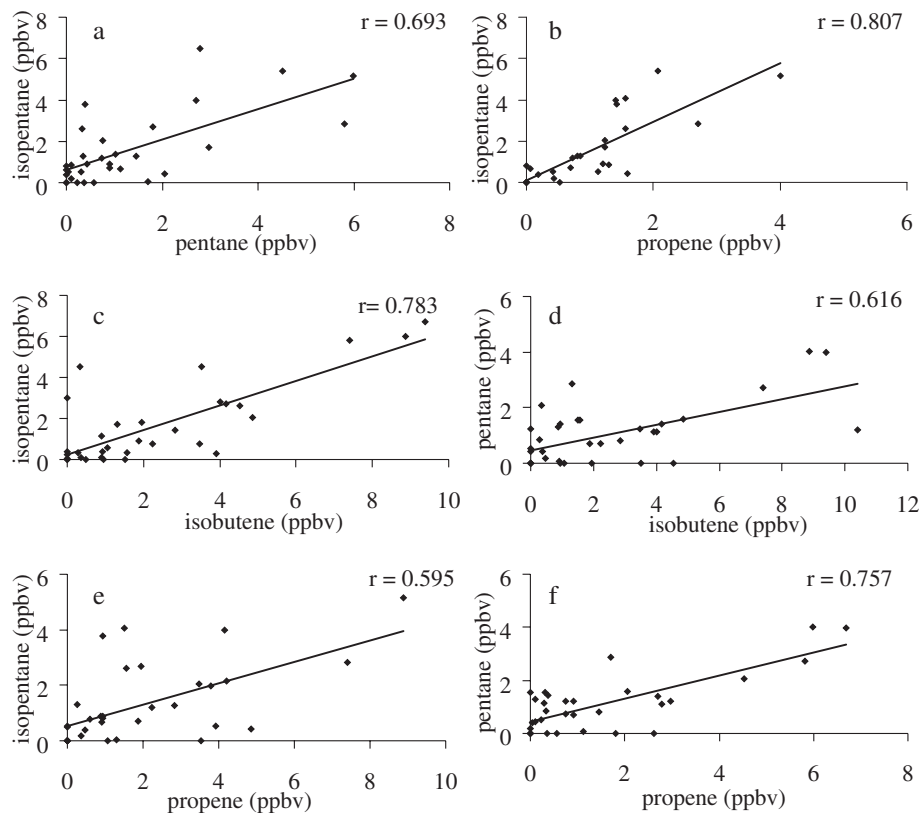 a
r = 0.693
8
6
4
2
0
isopentane (ppbv)
0 2 4 6 8
pentane (ppbv)
b
r = 0.807
8
6
4
2
0
isopentane (ppbv)
0 2 4 6
propene (ppbv)
c
r= 0.783
8
6
4
2
0
isopentane (ppbv)
0 2 4 6 8 10
isobutene (ppbv)
d
r = 0.616
6
4
2
0
pentane (ppbv)
0 2 4 6 8 10 12
isobutene (ppbv)
e
r = 0.595
6
4
2
0
isopentane (ppbv)
0 2 4 6 8 10
propene (ppbv)
f
r = 0.757
6
4
2
0
pentane (ppbv)
0 2 4 6 8
propene (ppbv)